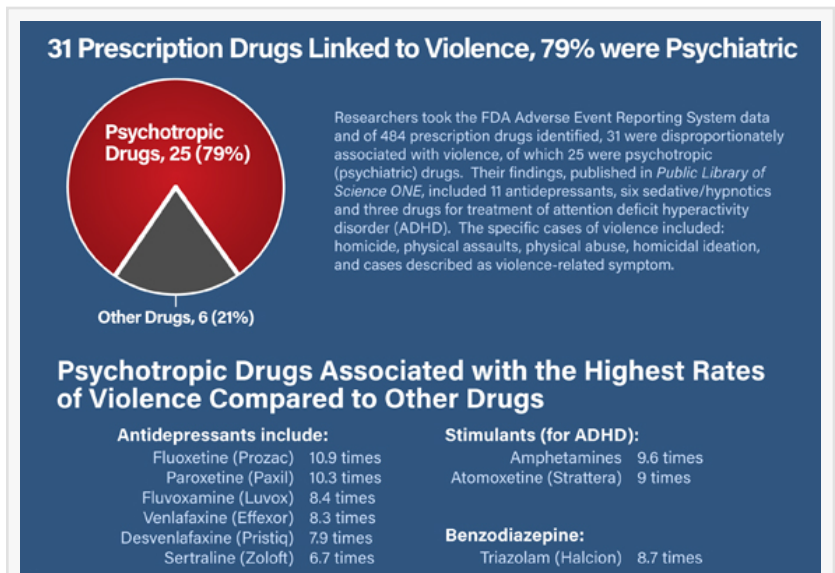 31 Prescription Drugs Linked to Violence, 79% were Psychiatric
Psychotropic
Drugs, 25 (79%)
Other Drugs, 6 (21%)
Researchers took the FDA Adverse Event Reporting System data
and of 484 prescription drugs identified, 31 were disproportionately
associated with violence, of which 25 were psychotropic
(psychiatric) drugs. Their findings, published in Public Library of
Science ONE, included 11 antidepressants, six sedative/hypnotics
and three drugs for treatment of attention deficit hyperactivity
disorder (ADHD). The specific cases of violence included:
homicide, physical assaults, physical abuse, homicidal ideation,
and cases described as violence-related symptom.
Psychotropic Drugs Associated with the Highest Rates
of Violence Compared to Other Drugs
Antidepressants include:
Fluoxetine (Prozac) 10.9 times
Paroxetine (Paxil) 10.3 times
Fluvoxamine (Luvox) 8.4 times
Venlafaxine (Effexor) 8.3 times
Desvenlafaxine (Pristiq) 7.9 times
Sertraline (Zoloft) 6.7 times
Stimulants (for ADHD):
Amphetamines 9.6 times
Atomoxetine (Strattera) 9 times
Benzodiazepine:
Triazolam (Halcion) 8.7 times